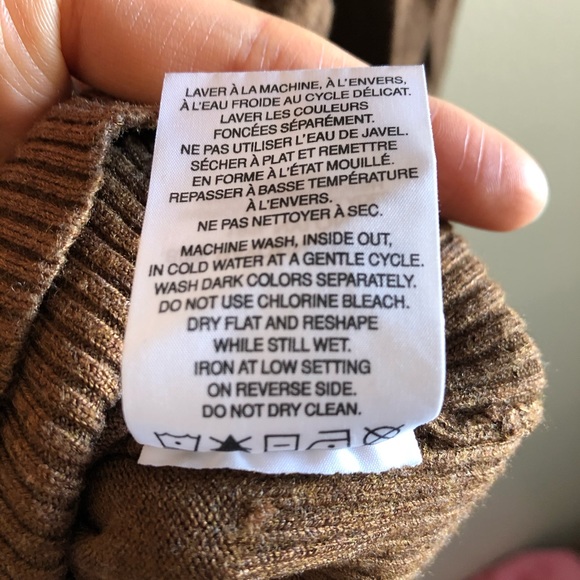 LAVER À LA MACHINE, À L'ENVERS,
À L'EAU FROIDE AU CYCLE DÉLICAT.
LAVER LES COULEURS
FONCÉES SÉPARÉMENT.
NE PAS UTILISER L'EAU DE JAVEL.
SÉCHER À PLAT ET REMETTRE
EN FORME À L'ÉTAT MOUILLÉ.
REPASSER À BASSE TEMPÉRATURE
À L'ENVERS.
NE PAS NETTOYER À SEC.
MACHINE WASH, INSIDE OUT,
IN COLD WATER AT A GENTLE CYCLE.
WASH DARK COLORS SEPARATELY.
DO NOT USE CHLORINE BLEACH.
DRY FLAT AND RESHAPE
WHILE STILL WET.
IRON AT LOW SETTING
ON REVERSE SIDE.
DO NOT DRY CLEAN.